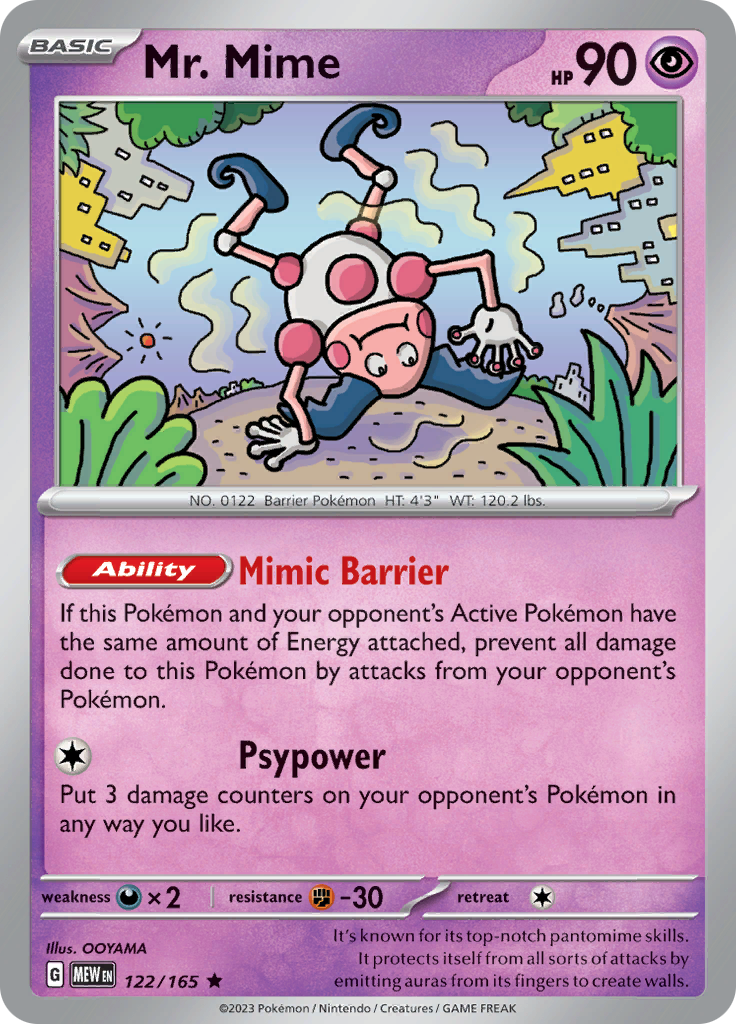 BASIC
Mr. Mime
HP 90
NO. 0122 Barrier Pokémon HT: 4'3" WT: 120.2 lbs.
Ability Mimic Barrier
If this Pokémon and your opponent's Active Pokémon have
the same amount of Energy attached, prevent all damage
done to this Pokémon by attacks from your opponent's
Pokémon.
Psypower
Put 3 damage counters on your opponent's Pokémon in
any way you like.
weakness ×2 resistance -30 retreat
Illus. OOYAMA
It's known for its top-notch pantomime skills.
It protects itself from all sorts of attacks by
emitting auras from its fingers to create walls.
G MEW EN 122/165 ★
©2023 Pokémon / Nintendo / Creatures / GAME FREAK